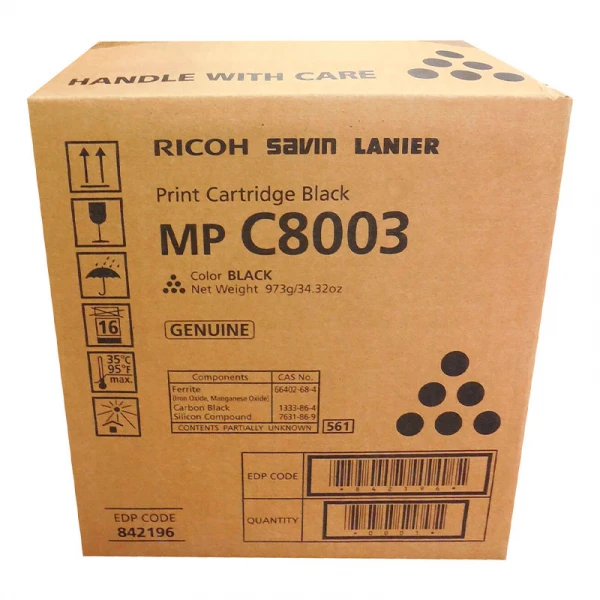 HANDLE WITH CARE
RICOH savin LANIER
Print Cartridge Black
MP C8003
Color BLACK
Net Weight 973g/34.32oz
GENUINE
16
35°C
95°F
max.
Components CAS No.
Ferrite 66402-68-4
(Iron Oxide, Manganese Oxide)
Carbon Black 1333-86-4
Silicon Compound 7631-86-9
CONTENTS PARTIALLY UNKNOWN 561
EDP CODE
*842196*
QUANTITY
*0001*
EDP CODE
842196